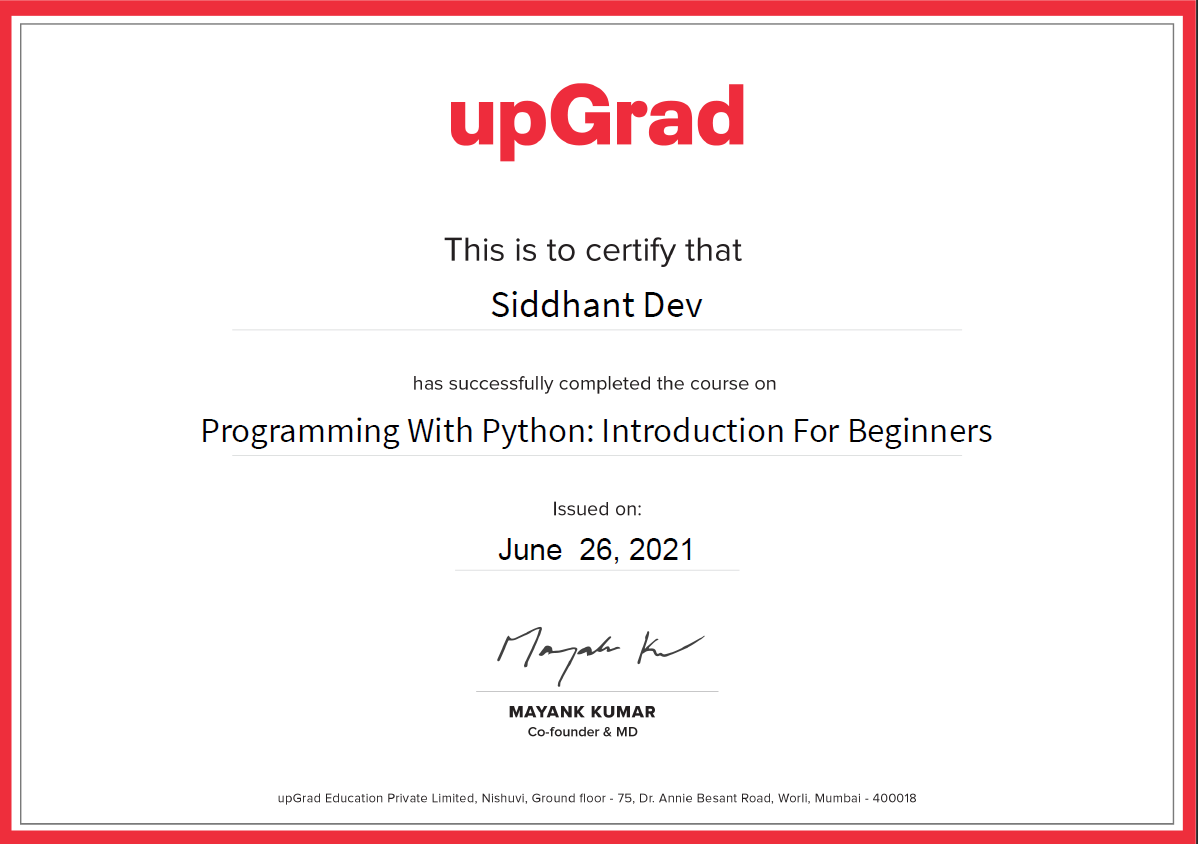 upGrad
This is to certify that
Siddhant Dev
has successfully completed the course on
Programming With Python: Introduction For Beginners
Issued on:
June 26, 2021
Mayank Ku
MAYANK KUMAR
Co-founder & MD
upGrad Education Private Limited, Nishuvi, Ground floor - 75, Dr. Annie Besant Road, Worli, Mumbai - 400018